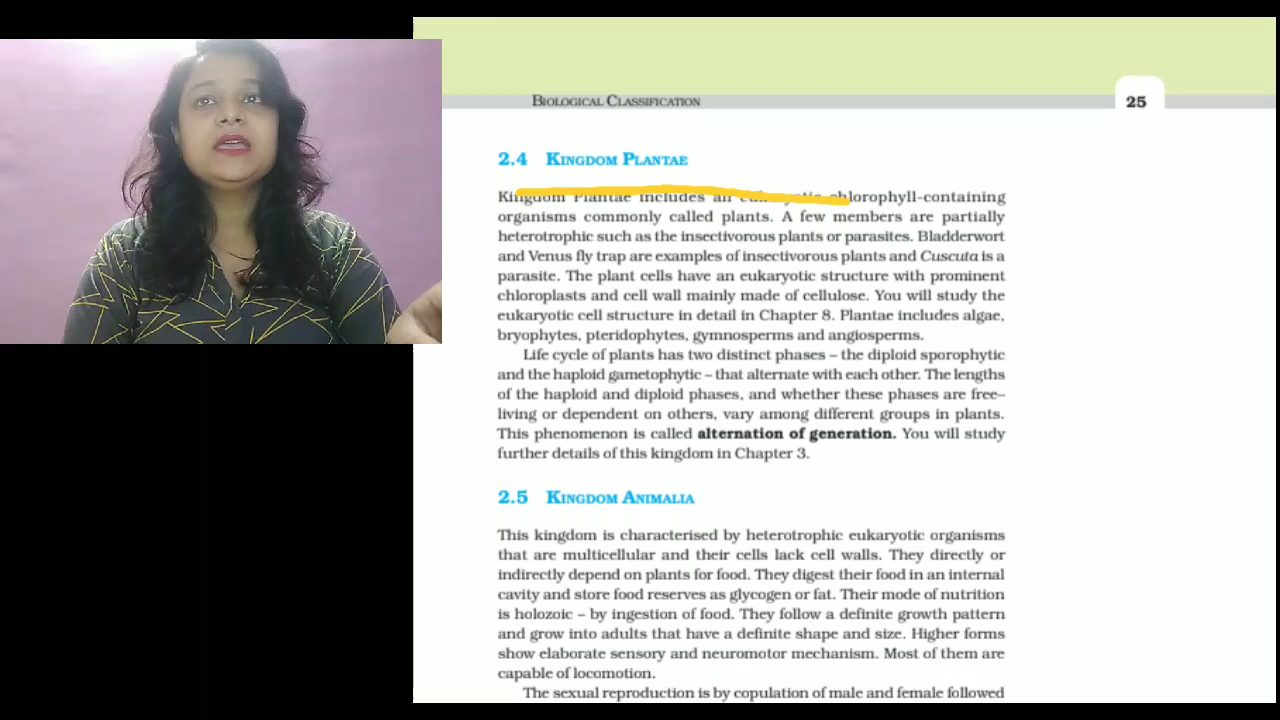 BIOLOGICAL CLASSIFICATION
25
2.4 KINGDOM PLANTAE
Kingdom Plantae includes all eukaryotic chlorophyll-containing
organisms commonly called plants. A few members are partially
heterotrophic such as the insectivorous plants or parasites. Bladderwort
and Venus fly trap are examples of insectivorous plants and Cuscuta is a
parasite. The plant cells have an eukaryotic structure with prominent
chloroplasts and cell wall mainly made of cellulose. You will study the
eukaryotic cell structure in detail in Chapter 8. Plantae includes algae,
bryophytes, pteridophytes, gymnosperms and angiosperms.
Life cycle of plants has two distinct phases – the diploid sporophytic
and the haploid gametophytic – that alternate with each other. The lengths
of the haploid and diploid phases, and whether these phases are free–
living or dependent on others, vary among different groups in plants.
This phenomenon is called alternation of generation. You will study
further details of this kingdom in Chapter 3.
2.5 KINGDOM ANIMALIA
This kingdom is characterised by heterotrophic eukaryotic organisms
that are multicellular and their cells lack cell walls. They directly or
indirectly depend on plants for food. They digest their food in an internal
cavity and store food reserves as glycogen or fat. Their mode of nutrition
is holozoic – by ingestion of food. They follow a definite growth pattern
and grow into adults that have a definite shape and size. Higher forms
show elaborate sensory and neuromotor mechanism. Most of them are
capable of locomotion.
The sexual reproduction is by copulation of male and female followed